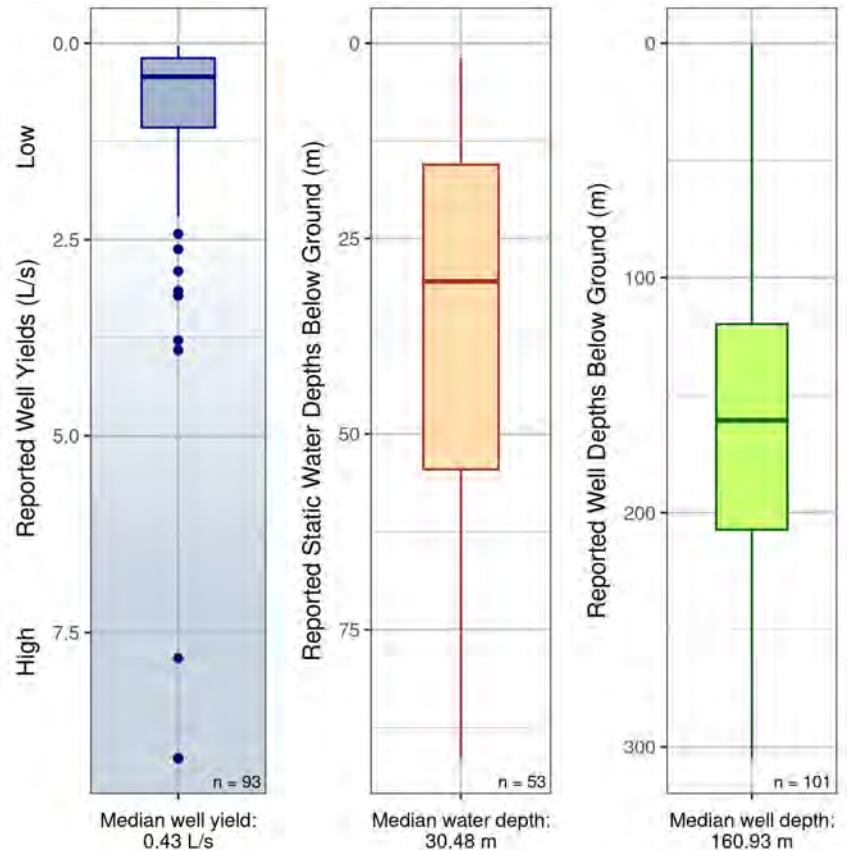 Reported Well Yields (L/s)
Low
High
0.0
2.5
5.0
7.5
n = 93
Median well yield:
0.43 L/s
Reported Static Water Depths Below Ground (m)
0
25
50
75
n = 53
Median water depth:
30.48 m
Reported Well Depths Below Ground (m)
0
100
200
300
n = 101
Median well depth:
160.93 m